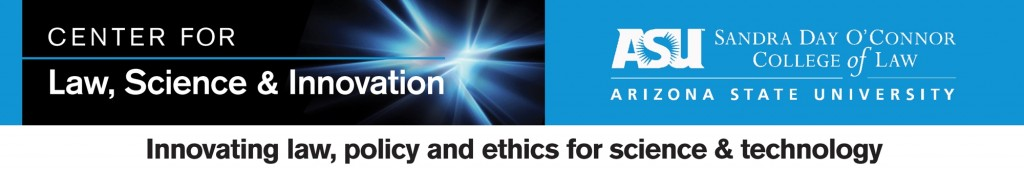 CENTER FOR
Law, Science & Innovation
ASU SANDRA DAY O'CONNOR
COLLEGE of LAW
ARIZONA STATE UNIVERSITY
Innovating law, policy and ethics for science & technology